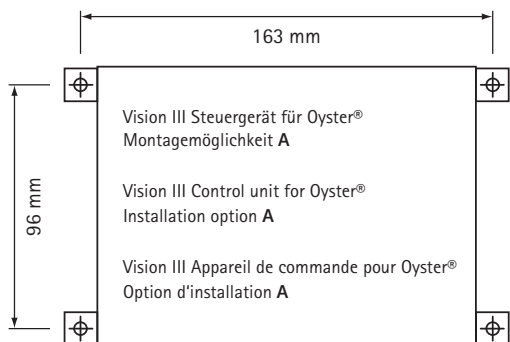 163 mm
96 mm
Vision III Steuergerät für Oyster®
Montagemöglichkeit A
Vision III Control unit for Oyster®
Installation option A
Vision III Appareil de commande pour Oyster®
Option d'installation A